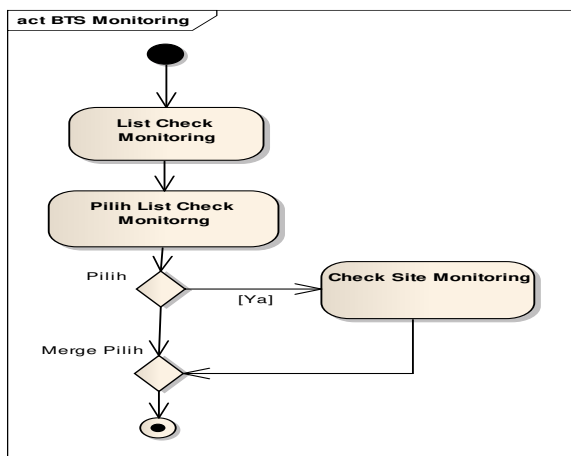 act BTS Monitoring
List Check
Monitoring
Pilih List Check
Monitorng
Pilih
[Ya]
Check Site Monitoring
Merge Pilih